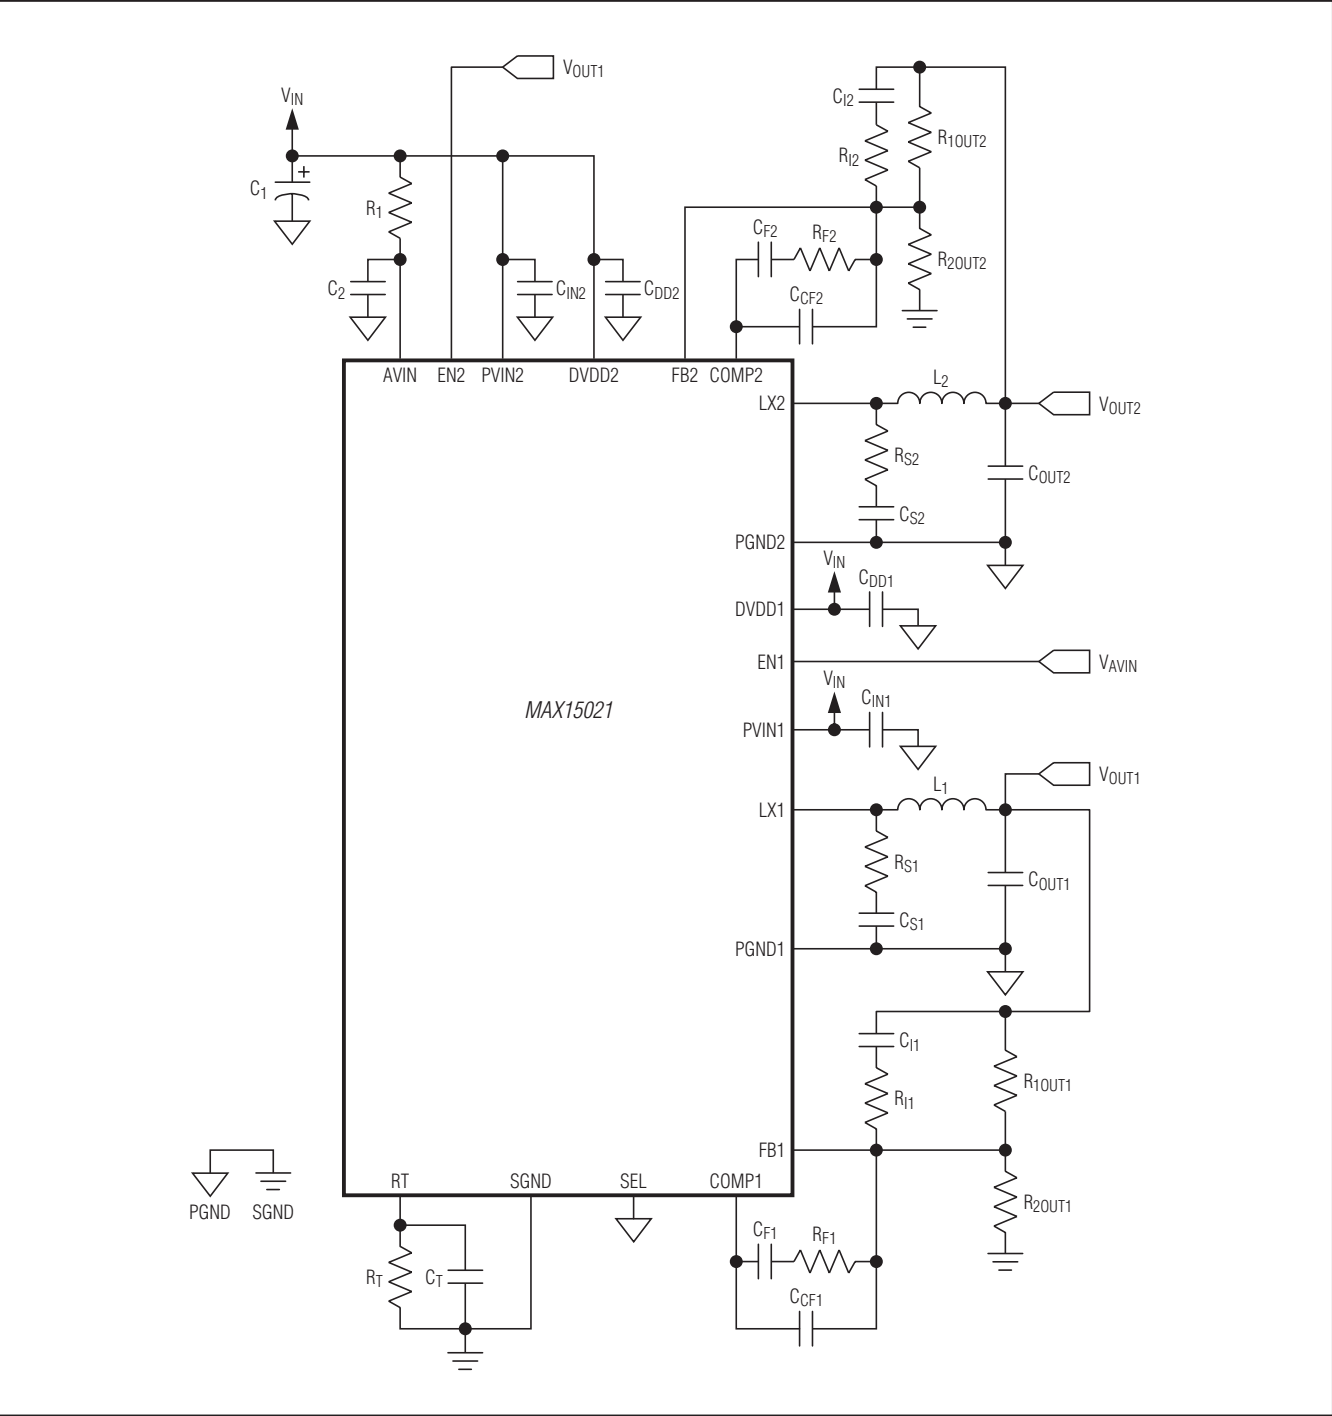 VOUT1
VIN
CI2
R1OUT2
RI2
C1
+
R1
CF2
RF2
R2OUT2
C2
CIN2
CDD2
CCF2
AVIN
EN2
PVIN2
DVDD2
FB2
COMP2
LX2
L2
VOUT2
RS2
COUT2
CS2
PGND2
VIN
CDD1
DVDD1
EN1
VAVIN
VIN
CIN1
MAX15021
PVIN1
VOUT1
L1
LX1
RS1
COUT1
CS1
PGND1
CI1
R1OUT1
RI1
FB1
RT
SGND
SEL
COMP1
PGND
SGND
R2OUT1
CF1
RF1
RT
CT
CCF1